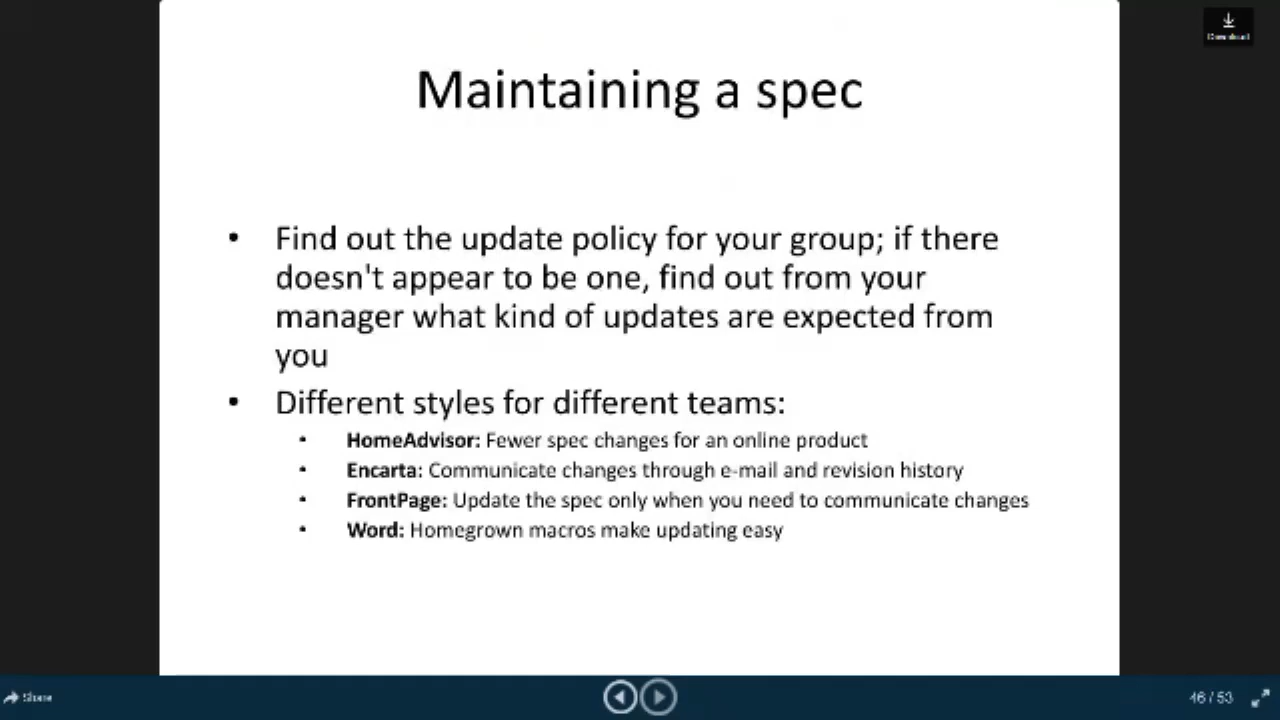 Download
Maintaining a spec
• Find out the update policy for your group; if there
doesn't appear to be one, find out from your
manager what kind of updates are expected from
you
• Different styles for different teams:
• HomeAdvisor: Fewer spec changes for an online product
• Encarta: Communicate changes through e-mail and revision history
• FrontPage: Update the spec only when you need to communicate changes
• Word: Homegrown macros make updating easy
Share
46 / 53